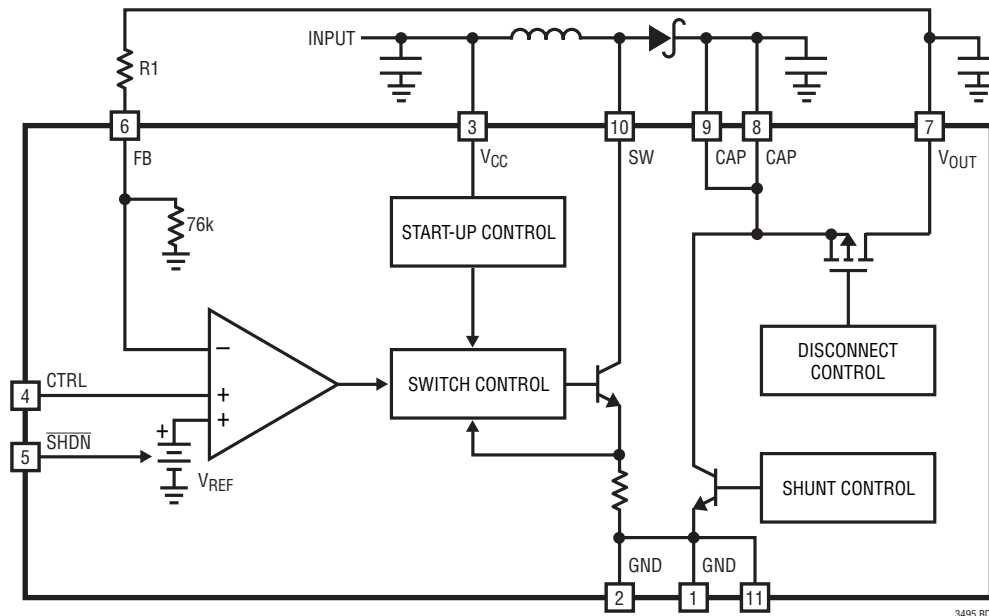 INPUT
R1
6
3
10
9
8
7
FB
VCC
SW
CAP
CAP
VOUT
76k
START-UP CONTROL
DISCONNECT
CONTROL
−
SWITCH CONTROL
4
CTRL
+
+
5
SHDN
+
VREF
SHUNT CONTROL
GND
GND
2
1
11
3495 BD